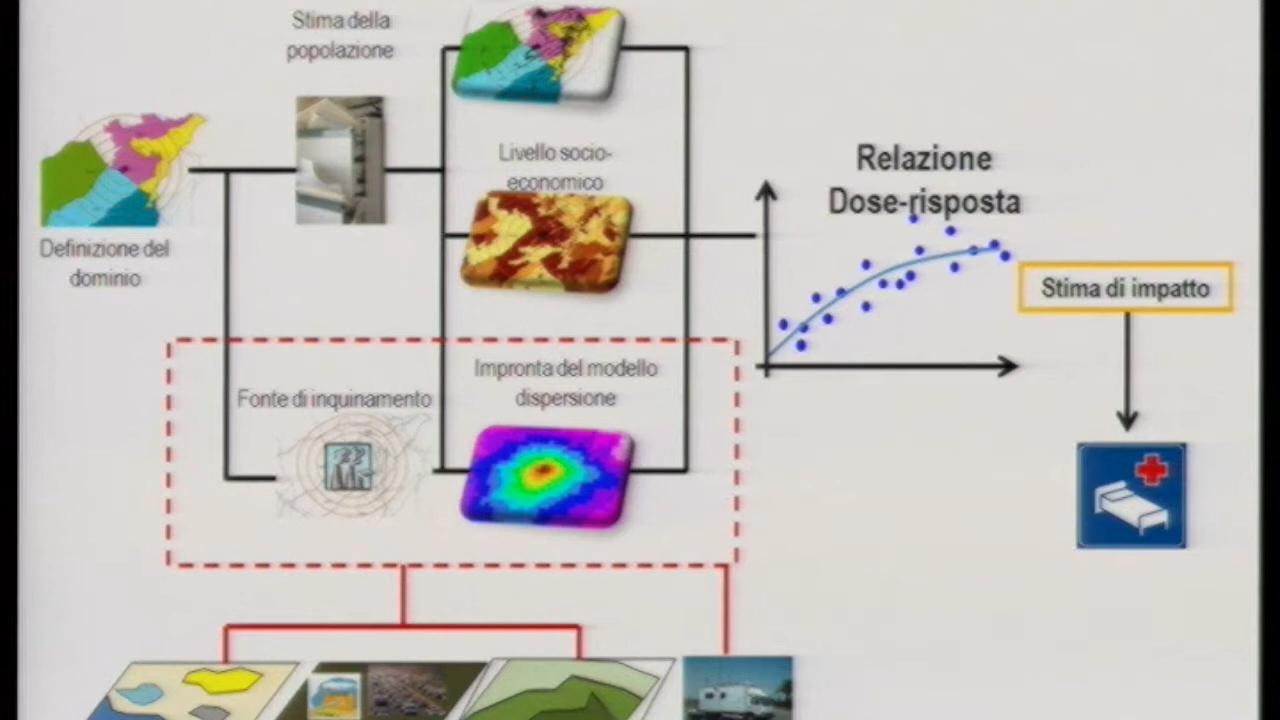 Stima della
popolazione
Definizione del
dominio
Livello socio-
economico
Fonte di inquinamento
Impronta del modello
dispersione
Relazione
Dose-risposta
Stima di impatto